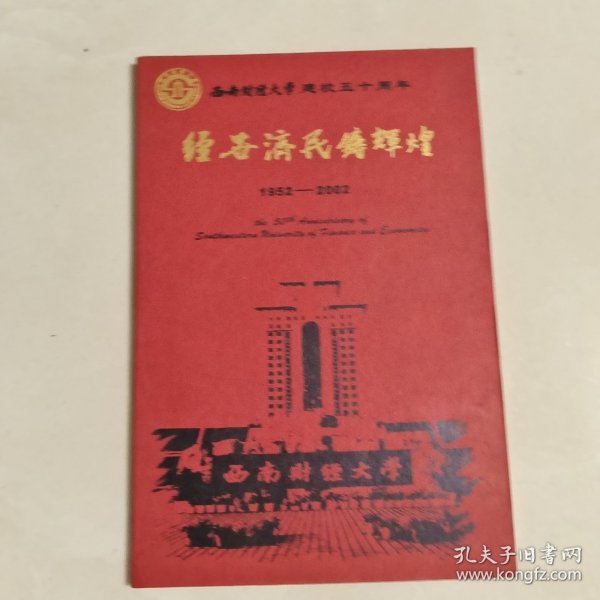 西南财经大学 建校五十周年
经世济民铸辉煌
1952—2002
the 50th Anniversary of
Southwestern University of Finance and Economics
西南财经大学
孔夫子旧书网
www.kongfz.com